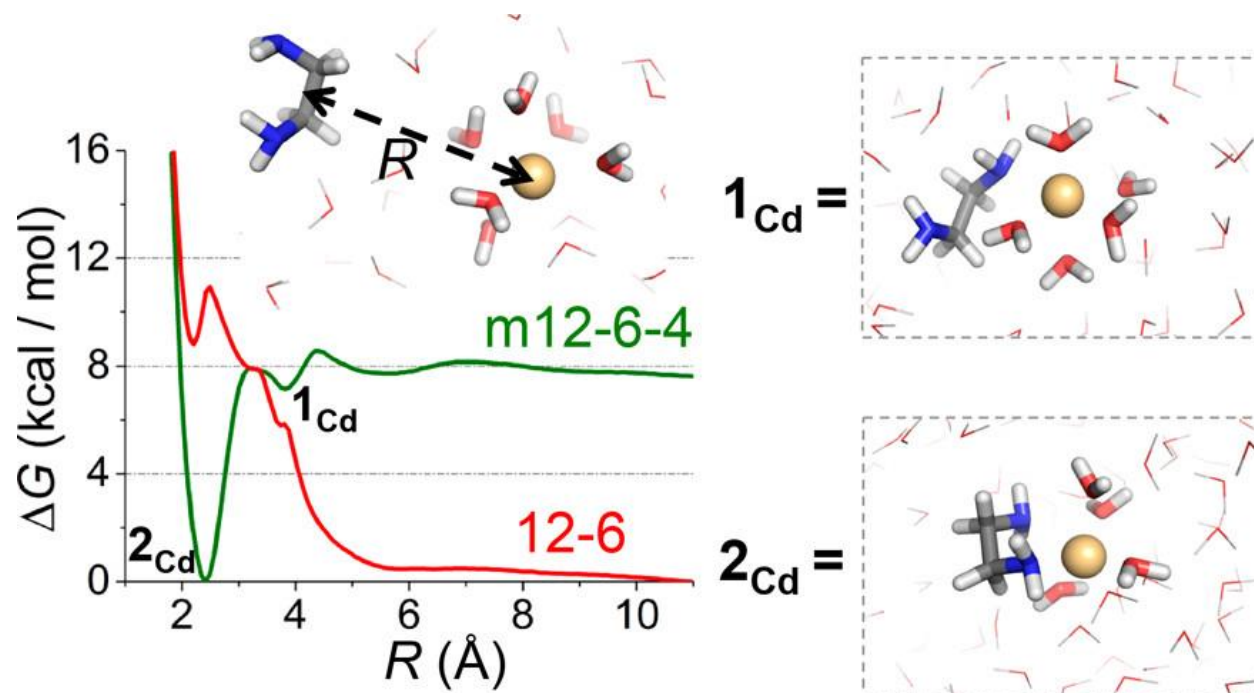 16
12
8
4
0
ΔG (kcal / mol)
2
4
6
8
10
R (Å)
R
m12-6-4
12-6
1Cd
2Cd
1Cd =
2Cd =